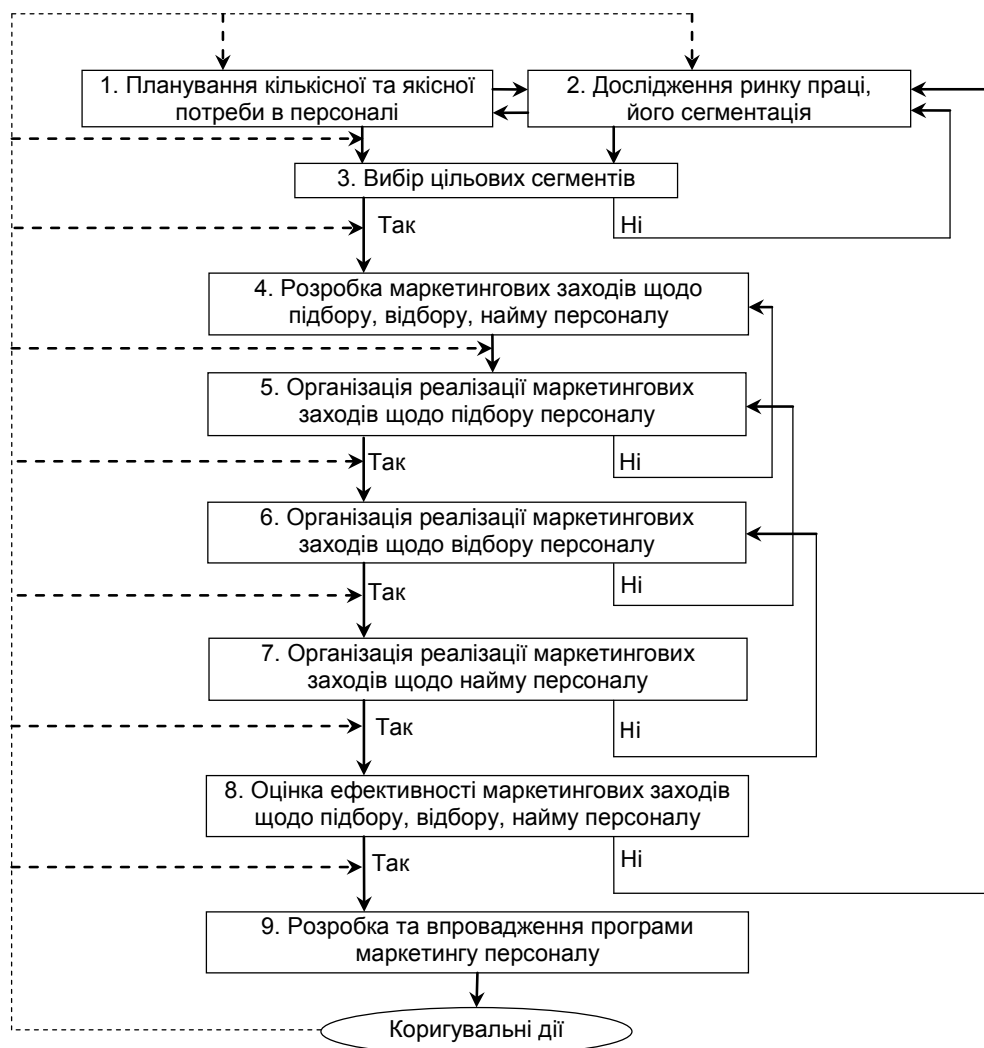 1. Планування кількісної та якісної
потреби в персоналі
2. Дослідження ринку праці,
його сегментація
3. Вибір цільових сегментів
Так
Ні
4. Розробка маркетингових заходів щодо
підбору, відбору, найму персоналу
5. Організація реалізації маркетингових
заходів щодо підбору персоналу
Так
Ні
6. Організація реалізації маркетингових
заходів щодо відбору персоналу
Так
Ні
7. Організація реалізації маркетингових
заходів щодо найму персоналу
Так
Ні
8. Оцінка ефективності маркетингових заходів
щодо підбору, відбору, найму персоналу
Так
Ні
9. Розробка та впровадження програми
маркетингу персоналу
Коригувальні дії